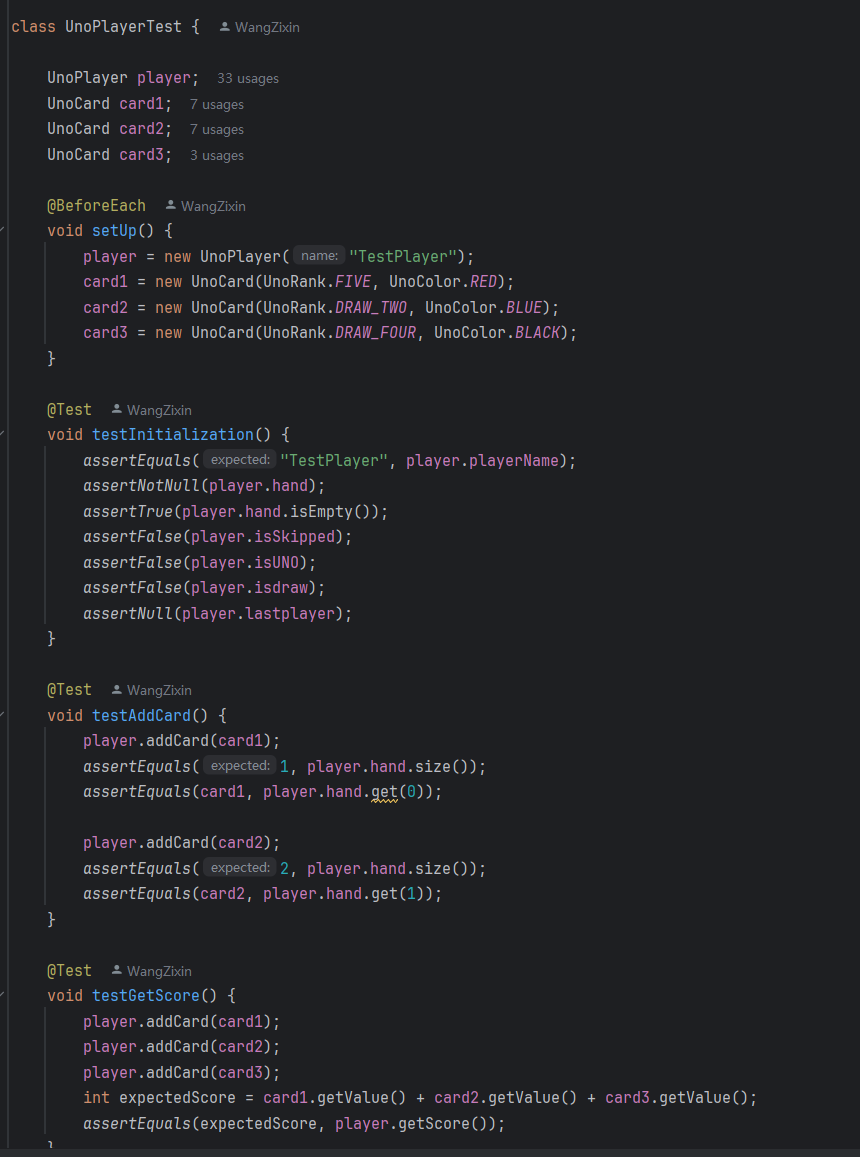 class UnoPlayerTest { WangZixin
UnoPlayer player; 33 usages
UnoCard card1; 7 usages
UnoCard card2; 7 usages
UnoCard card3; 3 usages
@BeforeEach WangZixin
void setUp() {
player = new UnoPlayer( name: "TestPlayer");
card1 = new UnoCard(UnoRank.FIVE, UnoColor.RED);
card2 = new UnoCard(UnoRank.DRAW_TWO, UnoColor.BLUE);
card3 = new UnoCard(UnoRank.DRAW_FOUR, UnoColor.BLACK);
}
@Test WangZixin
void testInitialization() {
assertEquals( expected: "TestPlayer", player.playerName);
assertNotNull(player.hand);
assertTrue(player.hand.isEmpty());
assertFalse(player.isSkipped);
assertFalse(player.isUNO);
assertFalse(player.isdraw);
assertNull(player.lastplayer);
}
@Test WangZixin
void testAddCard() {
player.addCard(card1);
assertEquals( expected: 1, player.hand.size());
assertEquals(card1, player.hand.get(0));
player.addCard(card2);
assertEquals( expected: 2, player.hand.size());
assertEquals(card2, player.hand.get(1));
}
@Test WangZixin
void testGetScore() {
player.addCard(card1);
player.addCard(card2);
player.addCard(card3);
int expectedScore = card1.getValue() + card2.getValue() + card3.getValue();
assertEquals(expectedScore, player.getScore());
}